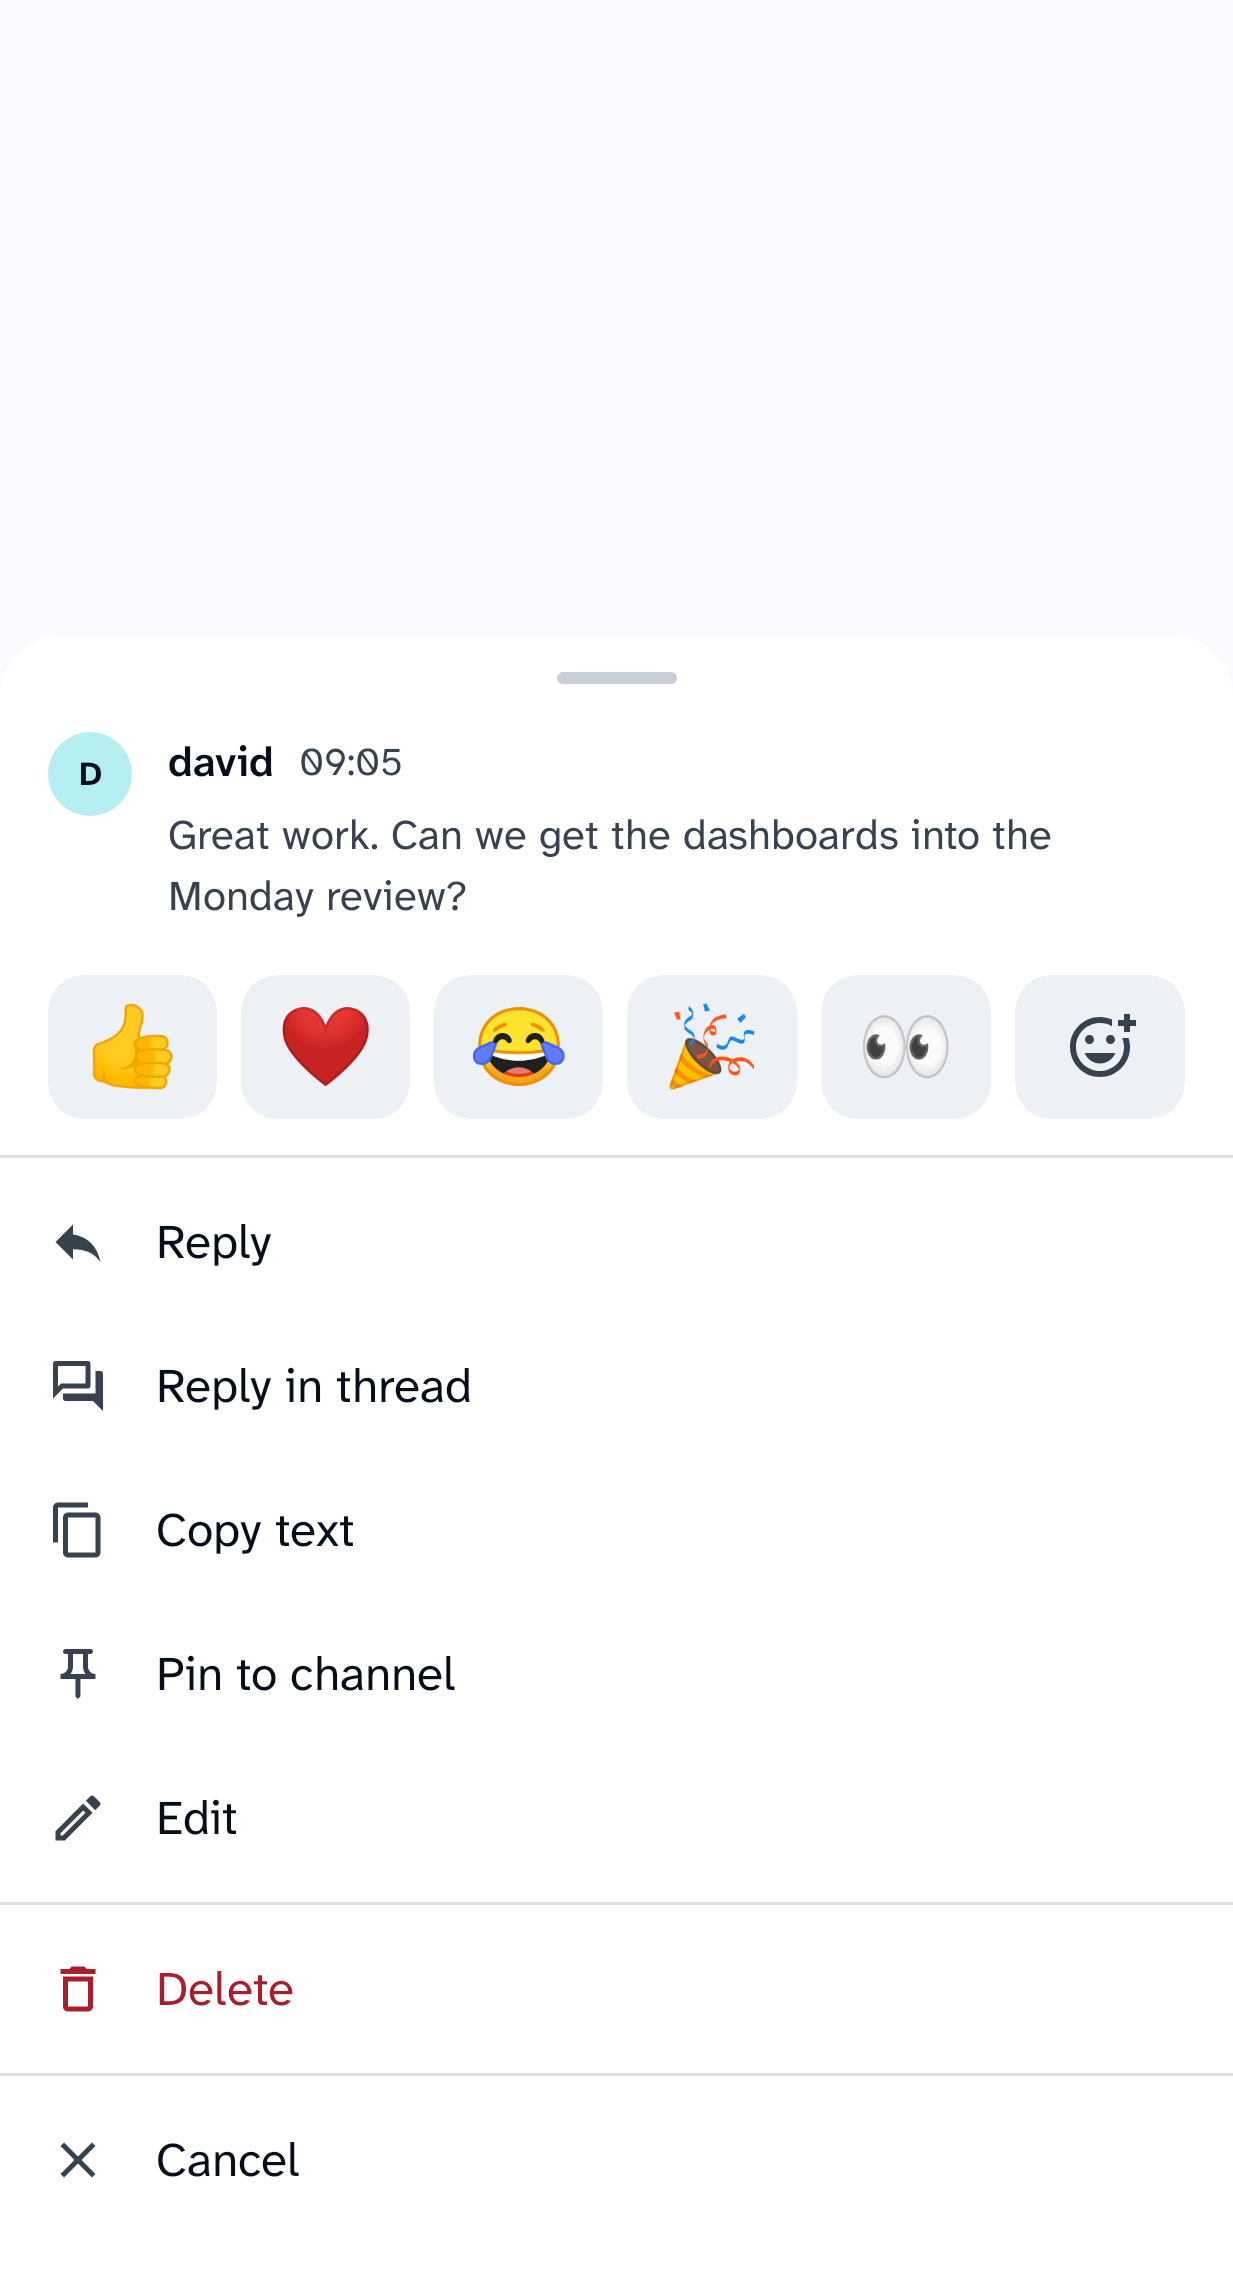 D
david 09:05
Great work. Can we get the dashboards into the
Monday review?
Reply
Reply in thread
Copy text
Pin to channel
Edit
Delete
Cancel